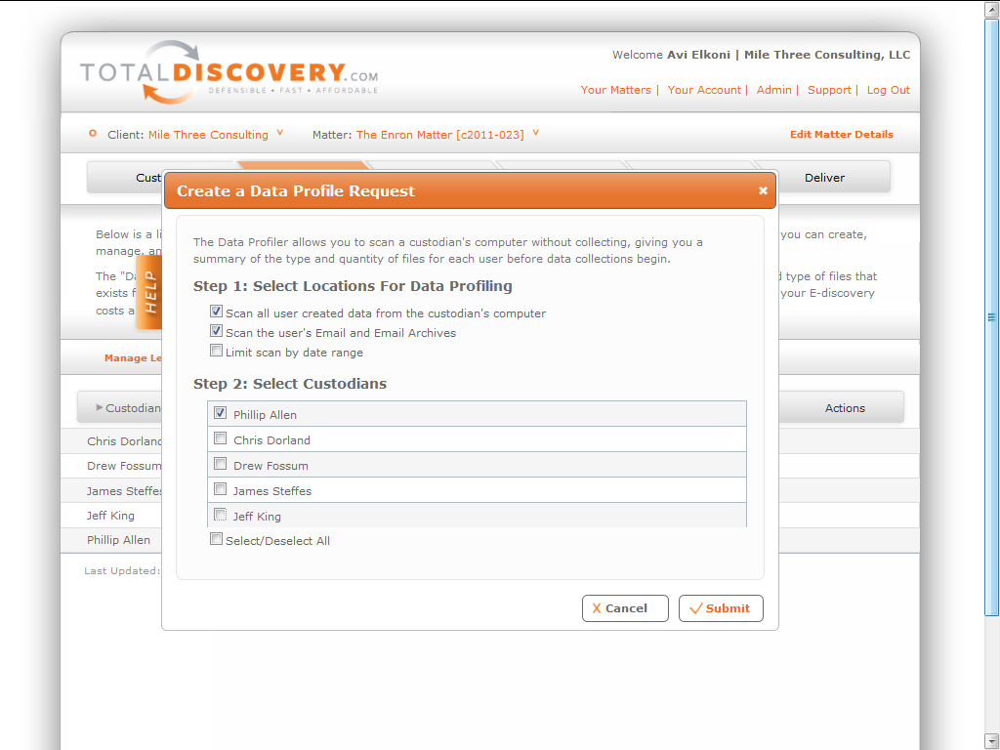 TOTALDISCOVERY.COM
DEFENSIBLE • FAST • AFFORDABLE
Welcome Avi Elkoni | Mile Three Consulting, LLC
Your Matters | Your Account | Admin | Support | Log Out
Client: Mile Three Consulting v Matter: The Enron Matter [c2011-023] v Edit Matter Details
Cust
Deliver
Create a Data Profile Request
Below is a li
you can create,
manage, an
The "Da
d type of files that
exists f
your E-discovery
costs a
HELP
The Data Profiler allows you to scan a custodian's computer without collecting, giving you a
summary of the type and quantity of files for each user before data collections begin.
Step 1: Select Locations For Data Profiling
Scan all user created data from the custodian's computer
Scan the user's Email and Email Archives
Limit scan by date range
Manage Le
Step 2: Select Custodians
Phillip Allen
Chris Dorland
Drew Fossum
James Steffes
Jeff King
Select/Deselect All
Custodian
Actions
Chris Dorland
Drew Fossum
James Steffes
Jeff King
Phillip Allen
Last Updated:
X Cancel
Submit